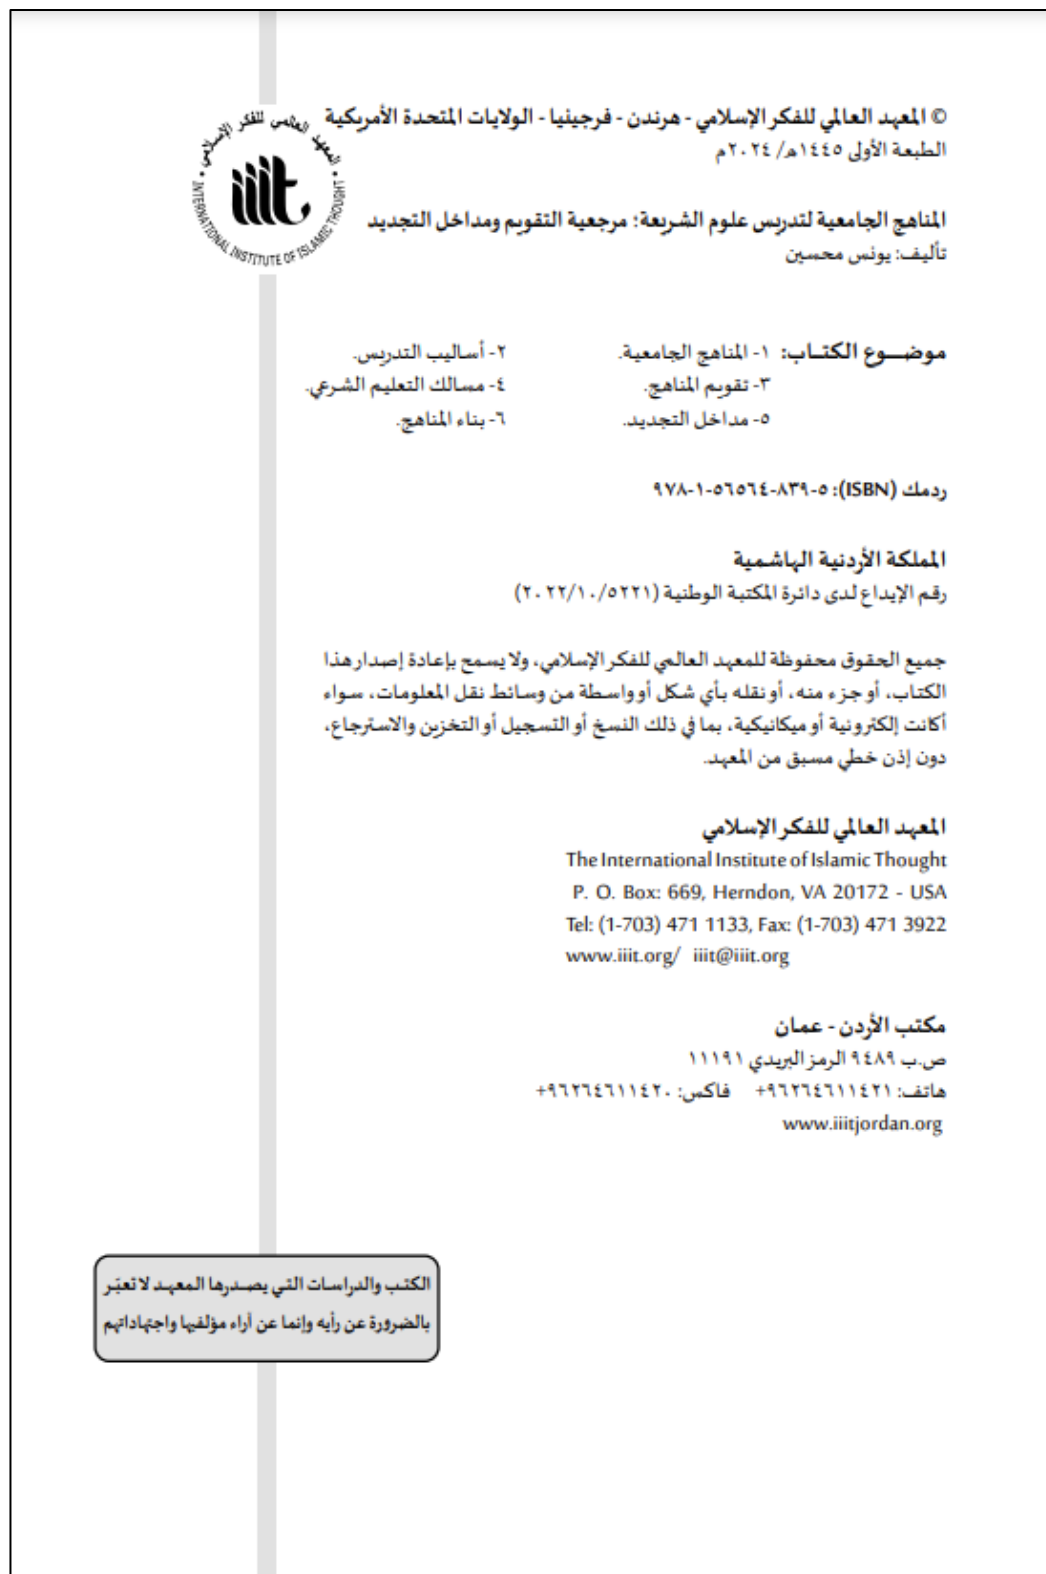 © المعهد العالمي للفكر الإسلامي - هرندن - فرجينيا - الولايات المتحدة الأمريكية
الطبعة الأولى ١٤٤٥هـ/ ٢٠٢٤م
المعهد العالمي للفكر الإسلامي
iiit
INTERNATIONAL INSTITUTE OF ISLAMIC THOUGHT
المناهج الجامعية لتدريس علوم الشريعة؛ مرجعية التقويم ومداخل التجديد
تأليف: يونس محسين
موضـــوع الكتـــاب: ١- المناهج الجامعية. ٢- أساليب التدريس.
٣- تقويم المناهج. ٤- مسالك التعليم الشرعي.
٥- مداخل التجديد. ٦- بناء المناهج.
ردمك (ISBN): ٥-٨٣٩-٥٦٥٦٤-١-٩٧٨
المملكة الأردنية الهاشمية
رقم الإيداع لدى دائرة المكتبة الوطنية (٢٠٢٢/١٠/٥٢٢١)
جميع الحقوق محفوظة للمعهد العالمي للفكر الإسلامي، ولا يسمح بإعادة إصدار هذا
الكتاب، أو جزء منه، أو نقله بأي شكل أو واسطة من وسائط نقل المعلومات، سواء
أكانت إلكترونية أو ميكانيكية، بما في ذلك النسخ أو التسجيل أو التخزين والاسترجاع،
دون إذن خطي مسبق من المعهد.
المعهد العالمي للفكر الإسلامي
The International Institute of Islamic Thought
P. O. Box: 669, Herndon, VA 20172 - USA
Tel: (1-703) 471 1133, Fax: (1-703) 471 3922
www.iiit.org/ iiit@iiit.org
مكتب الأردن - عمان
ص.ب ٩٤٨٩ الرمز البريدي ١١١٩١
هاتف: ٩٦٢٦٤٦١١٤٢١+ فاكس: ٩٦٢٦٤٦١١٤٢٠+
www.iiitjordan.org
الكتب والدراسات التي يصدرها المعهد لا تعبّر
بالضرورة عن رأيه وإنما عن آراء مؤلفيها واجتهاداتهم